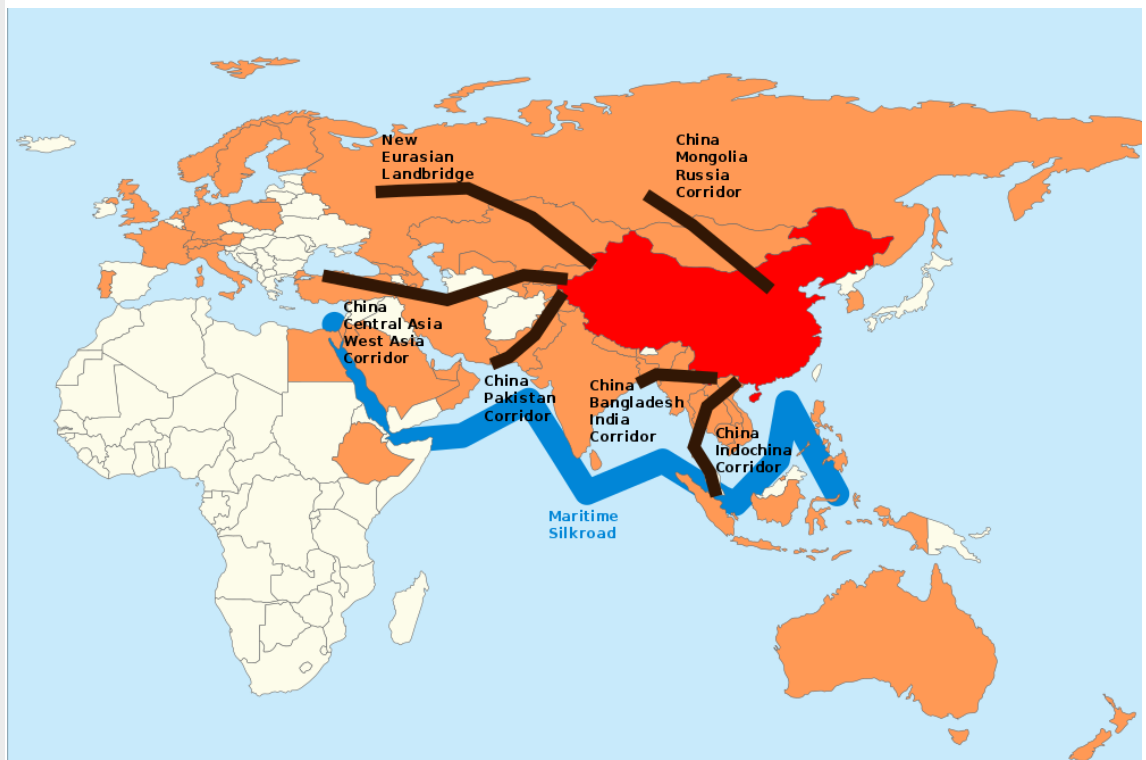 New
Eurasian
Landbridge
China
Mongolia
Russia
Corridor
China
Central Asia
West Asia
Corridor
China
Pakistan
Corridor
China
Bangladesh
India
Corridor
China
Indochina
Corridor
Maritime
Silkroad